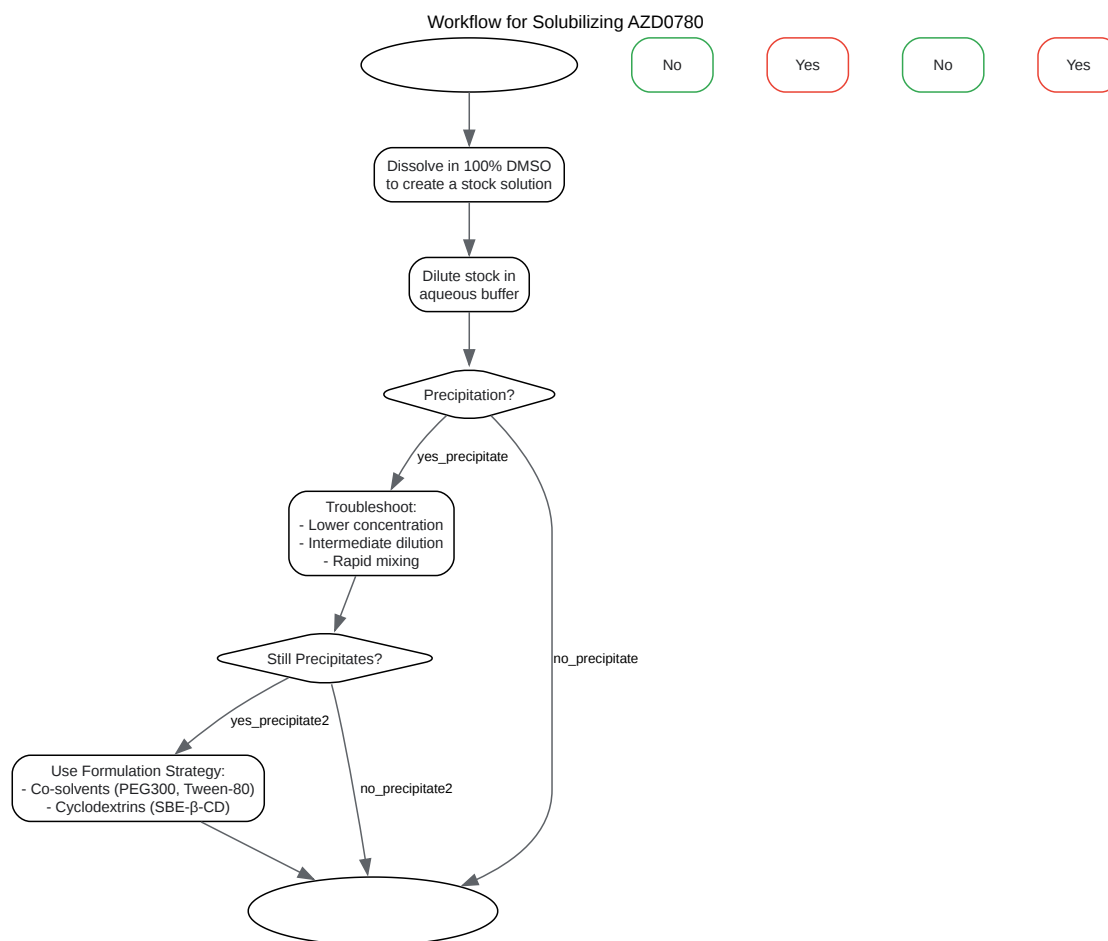 Workflow for Solubilizing AZD0780
No
Yes
No
Yes
Dissolve in 100% DMSO
to create a stock solution
Dilute stock in
aqueous buffer
Precipitation?
yes_precipitate
Troubleshoot:
- Lower concentration
- Intermediate dilution
- Rapid mixing
Still Precipitates?
no_precipitate
yes_precipitate2
Use Formulation Strategy:
- Co-solvents (PEG300, Tween-80)
- Cyclodextrins (SBE-β-CD)
no_precipitate2